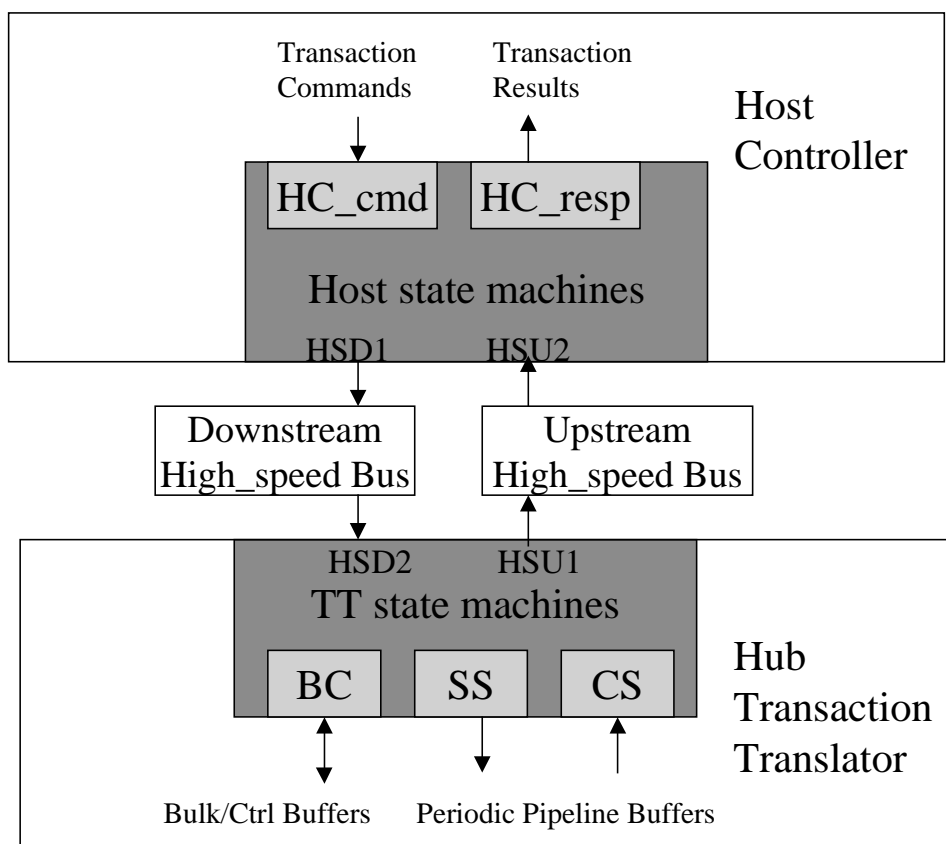 Transaction
Commands
Transaction
Results
Host
Controller
HC_cmd
HC_resp
Host state machines
HSD1
HSU2
Downstream
High_speed Bus
Upstream
High_speed Bus
HSD2
HSU1
TT state machines
BC
SS
CS
Hub
Transaction
Translator
Bulk/Ctrl Buffers
Periodic Pipeline Buffers